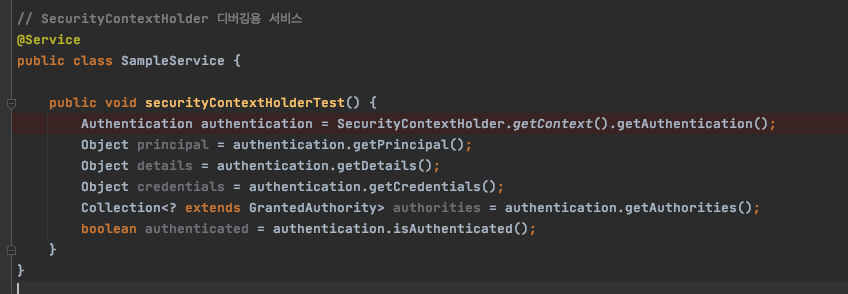 // SecurityContextHolder 디버깅용 서비스
@Service
public class SampleService {
public void securityContextHolderTest() {
Authentication authentication = SecurityContextHolder.getContext().getAuthentication();
Object principal = authentication.getPrincipal();
Object details = authentication.getDetails();
Object credentials = authentication.getCredentials();
Collection<? extends GrantedAuthority> authorities = authentication.getAuthorities();
boolean authenticated = authentication.isAuthenticated();
}
}